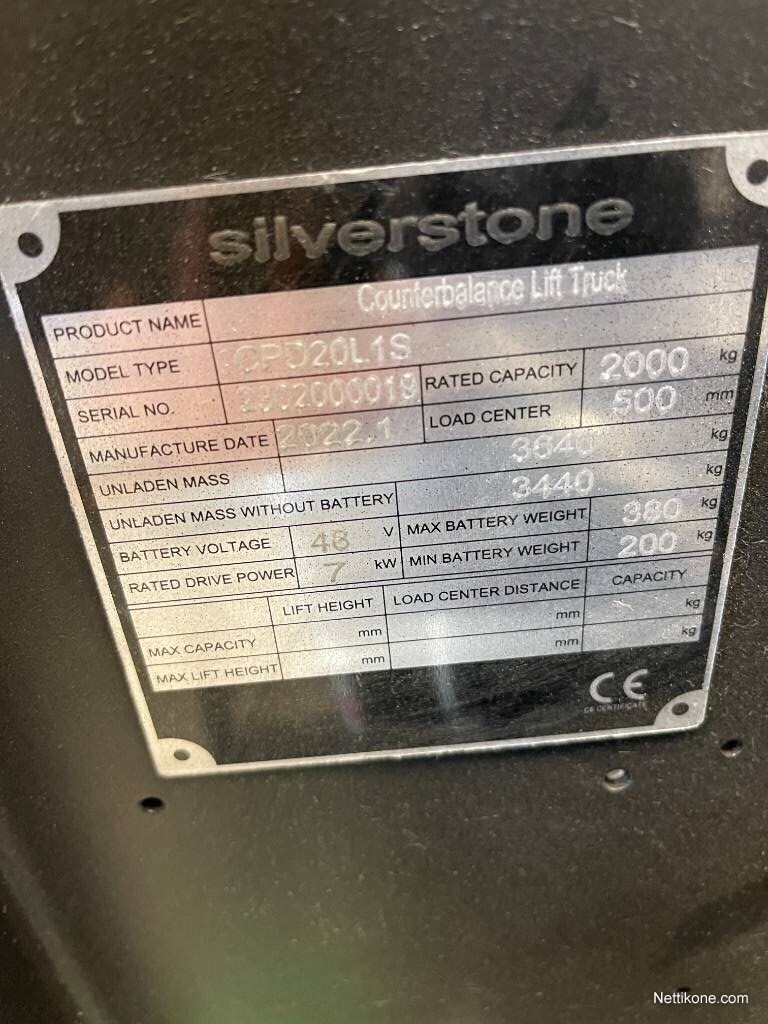 silverstone
PRODUCT NAME Counterbalance Lift Truck
MODEL TYPE CPD20L1S
SERIAL NO. 2302000019 RATED CAPACITY 2000 kg
MANUFACTURE DATE 2022.1 LOAD CENTER 500 mm
UNLADEN MASS 3640 kg
UNLADEN MASS WITHOUT BATTERY 3440 kg
BATTERY VOLTAGE 48 V MAX BATTERY WEIGHT 380 kg
RATED DRIVE POWER 7 kW MIN BATTERY WEIGHT 200 kg
LIFT HEIGHT LOAD CENTER DISTANCE CAPACITY
MAX CAPACITY mm mm kg
MAX LIFT HEIGHT mm mm kg
CE
CE CERTIFICATE
Nettikone.com